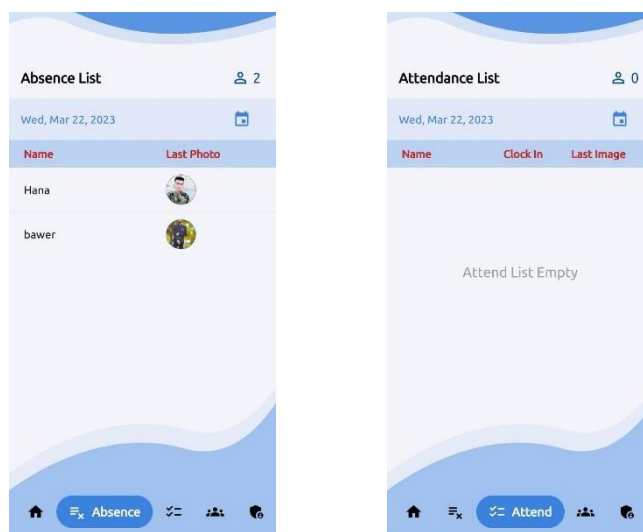 Absence List
2
Wed, Mar 22, 2023
Name Last Photo
Hana
bawer
Absence
Attendance List
0
Wed, Mar 22, 2023
Name Clock In Last Image
Attend List Empty
Attend